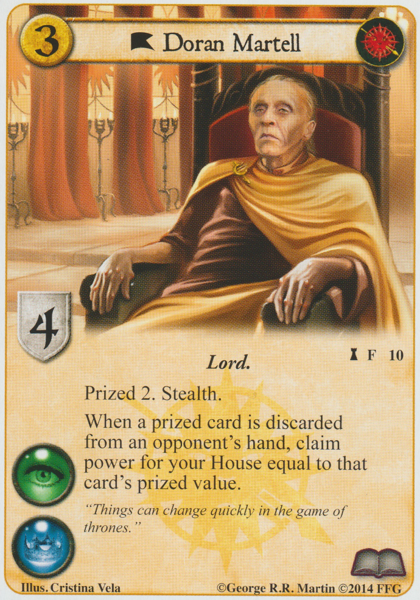 3
Doran Martell
4
Lord.
F 10
Prized 2. Stealth.
When a prized card is discarded
from an opponent's hand, claim
power for your House equal to that
card's prized value.
"Things can change quickly in the game of
thrones."
Illus. Cristina Vela
©George R.R. Martin ©2014 FFG